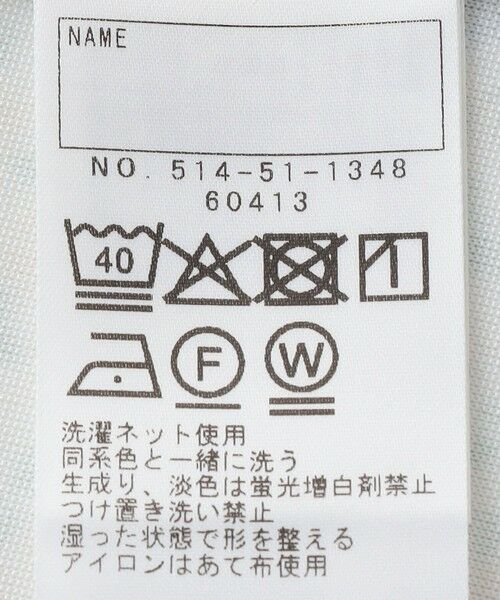 NAME
NO. 514-51-1348
60413
40
F W
洗濯ネット使用
同系色と一緒に洗う
生成り、淡色は蛍光増白剤禁止
つけ置き洗い禁止
湿った状態で形を整える
アイロンはあて布使用